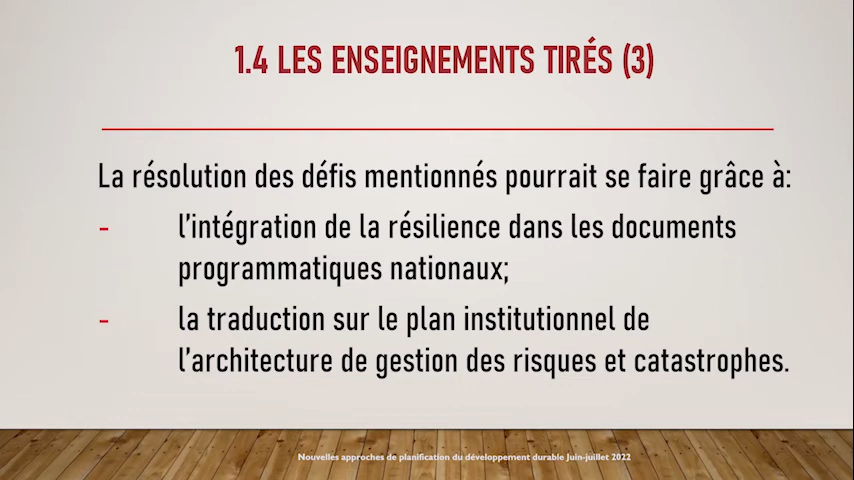 1.4 LES ENSEIGNEMENTS TIRÉS (3)
La résolution des défis mentionnés pourrait se faire grâce à:
- l'intégration de la résilience dans les documents
programmatiques nationaux;
- la traduction sur le plan institutionnel de
l'architecture de gestion des risques et catastrophes.
Nouvelles approches de planification du développement durable Juin-juillet 2022